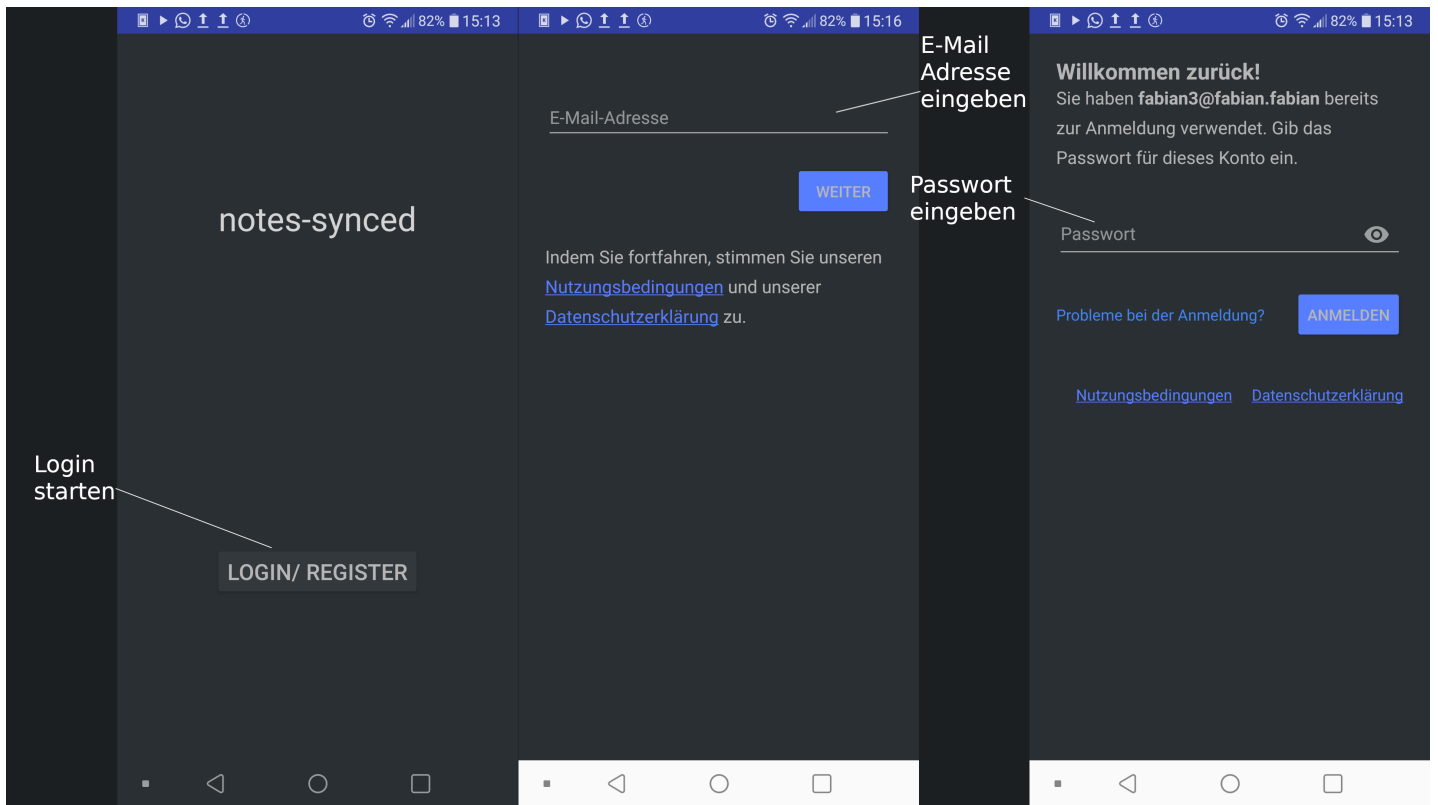 82% 15:13
notes-synced
Login
starten
LOGIN/ REGISTER
82% 15:16
E-Mail
Adresse
eingeben
E-Mail-Adresse
WEITER
Indem Sie fortfahren, stimmen Sie unseren
Nutzungsbedingungen und unserer
Datenschutzerklärung zu.
82% 15:13
Willkommen zurück!
Sie haben fabian3@fabian.fabian bereits
zur Anmeldung verwendet. Gib das
Passwort für dieses Konto ein.
Passwort
eingeben
Passwort
Probleme bei der Anmeldung? ANMELDEN
Nutzungsbedingungen Datenschutzerklärung